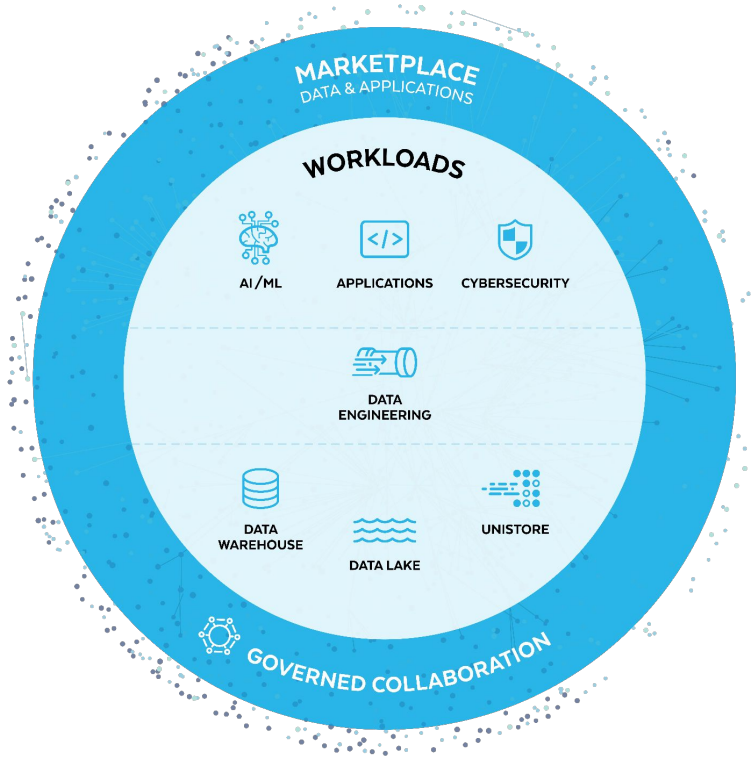 MARKETPLACE
DATA & APPLICATIONS
WORKLOADS
</>
AI/ML
APPLICATIONS
CYBERSECURITY
DATA
ENGINEERING
DATA
WAREHOUSE
DATA LAKE
UNISTORE
GOVERNED COLLABORATION